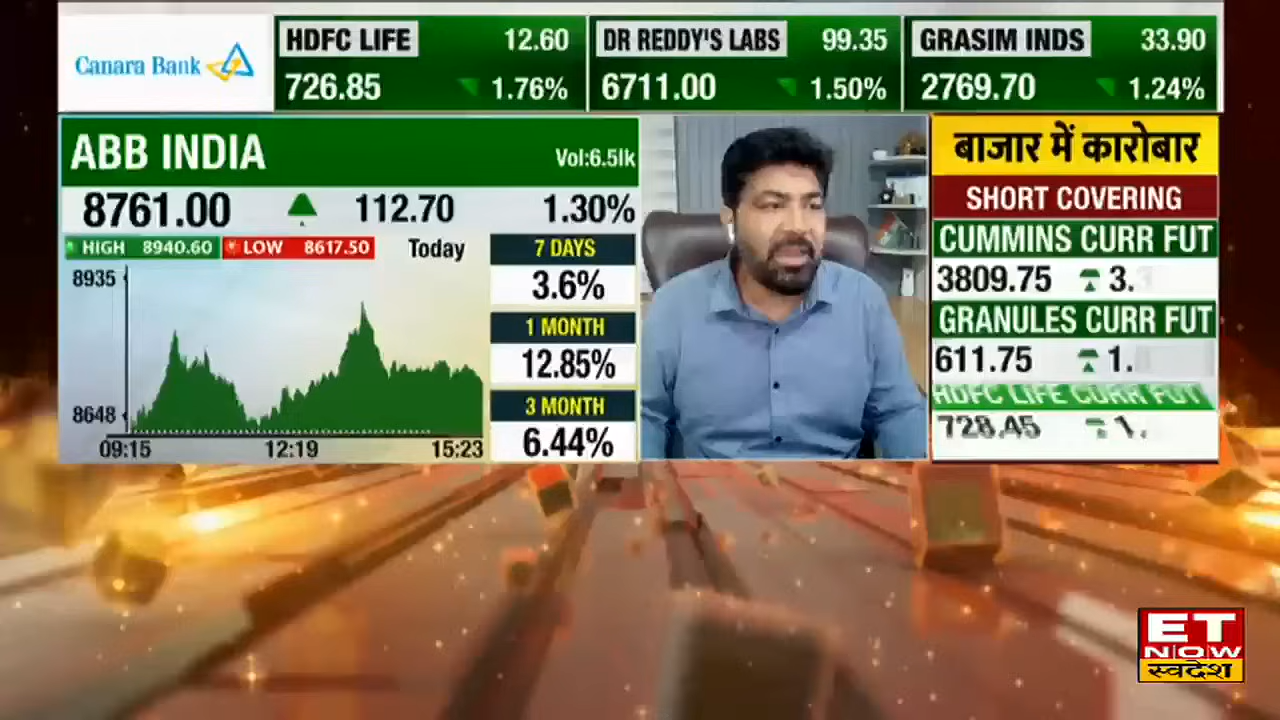 Canara Bank
HDFC LIFE 12.60
726.85 1.76%
DR REDDY'S LABS 99.35
6711.00 1.50%
GRASIM INDS 33.90
2769.70 1.24%
ABB INDIA Vol:6.5lk
8761.00 112.70 1.30%
HIGH 8940.60 LOW 8617.50 Today
8935
8648
09:15 12:19 15:23
7 DAYS
3.6%
1 MONTH
12.85%
3 MONTH
6.44%
बाजार में कारोबार
SHORT COVERING
CUMMINS CURR FUT
3809.75 3.
GRANULES CURR FUT
611.75 1.
HDFC LIFE CURR FUT
728.45 1.
ET
NOW
स्वदेश